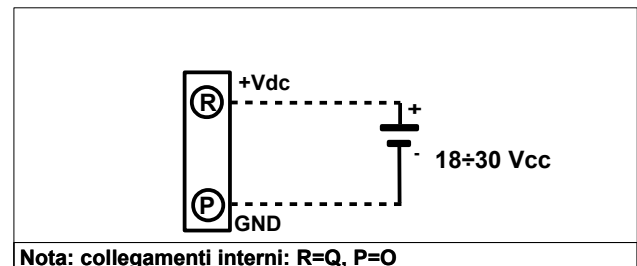 +Vdc
R
+
-
18÷30 Vcc
P
GND
Nota: collegamenti interni: R=Q, P=O